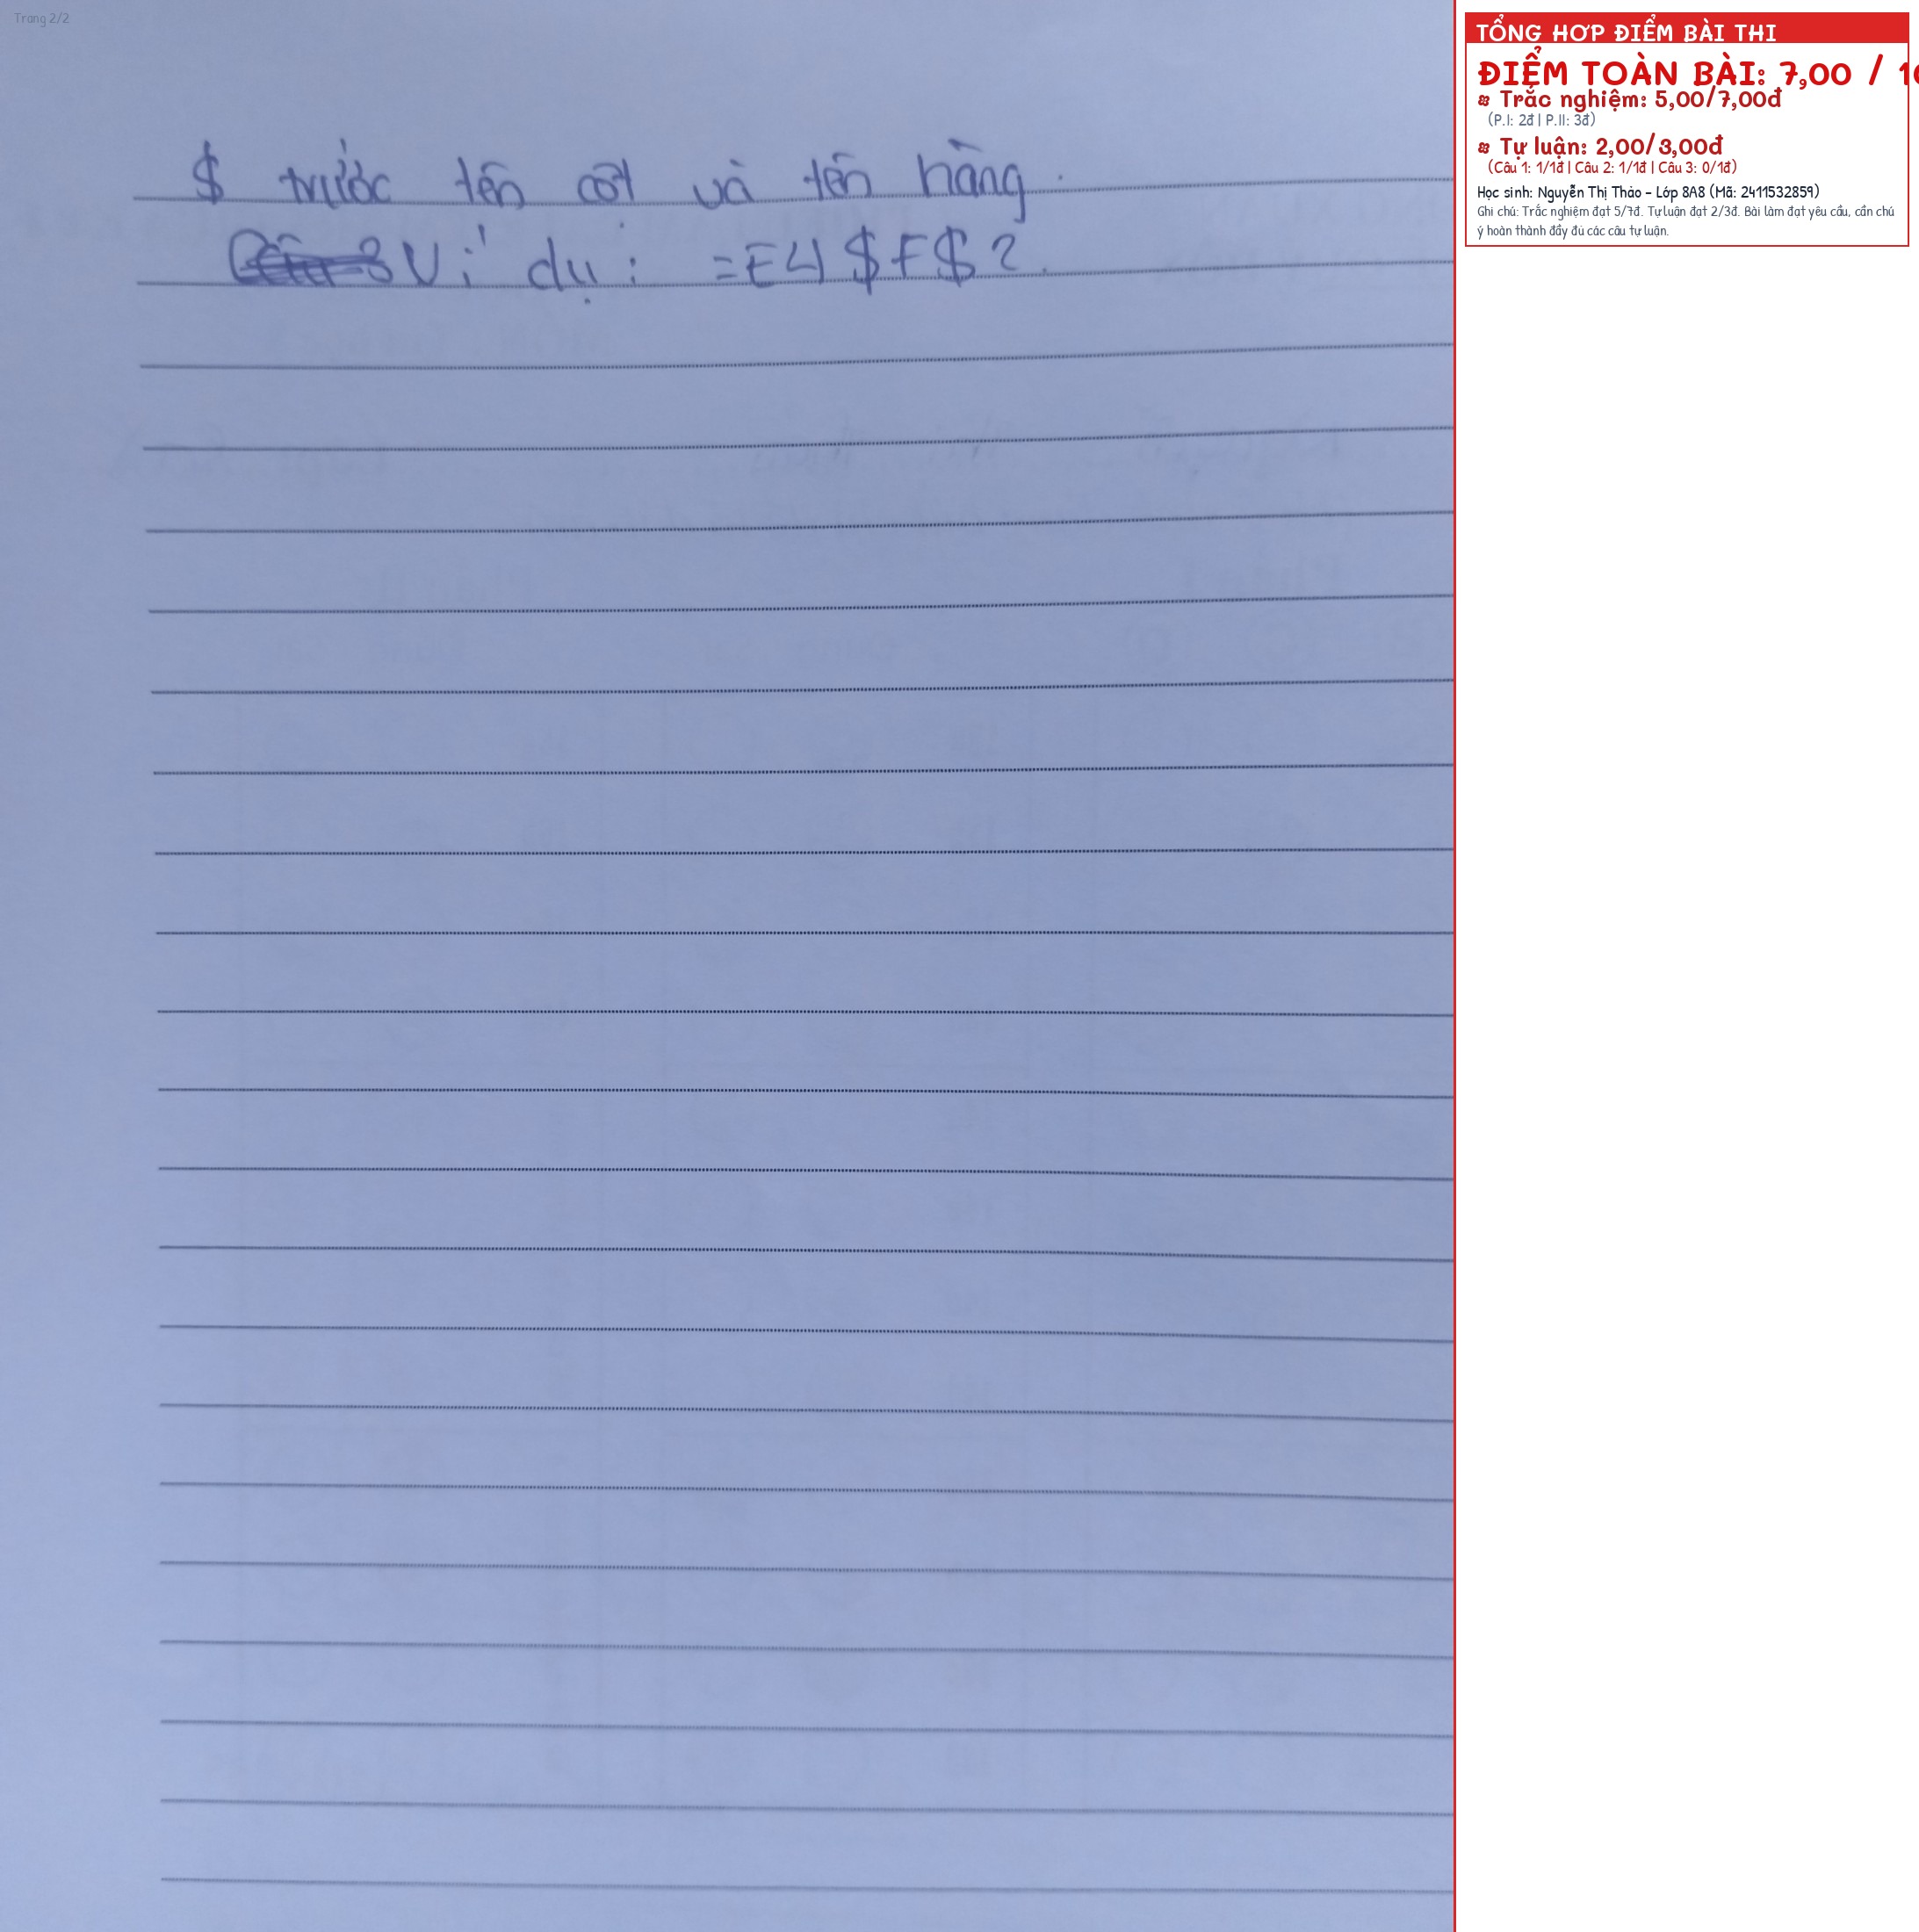 Trang 2/2
$ trước tên cột và tên hàng.
Ví dụ: =E4$F$2.
TỔNG HỢP ĐIỂM BÀI THI
ĐIỂM TOÀN BÀI: 7,00 / 10
Trắc nghiệm: 5,00/7,00đ
(P.I: 2đ | P.II: 3đ)
Tự luận: 2,00/3,00đ
(Câu 1: 1/1đ | Câu 2: 1/1đ | Câu 3: 0/1đ)
Học sinh: Nguyễn Thị Thảo - Lớp 8A8 (Mã: 2411532859)
Ghi chú: Trắc nghiệm đạt 5/7đ. Tự luận đạt 2/3đ. Bài làm đạt yêu cầu, cần chú
ý hoàn thành đầy đủ các câu tự luận.